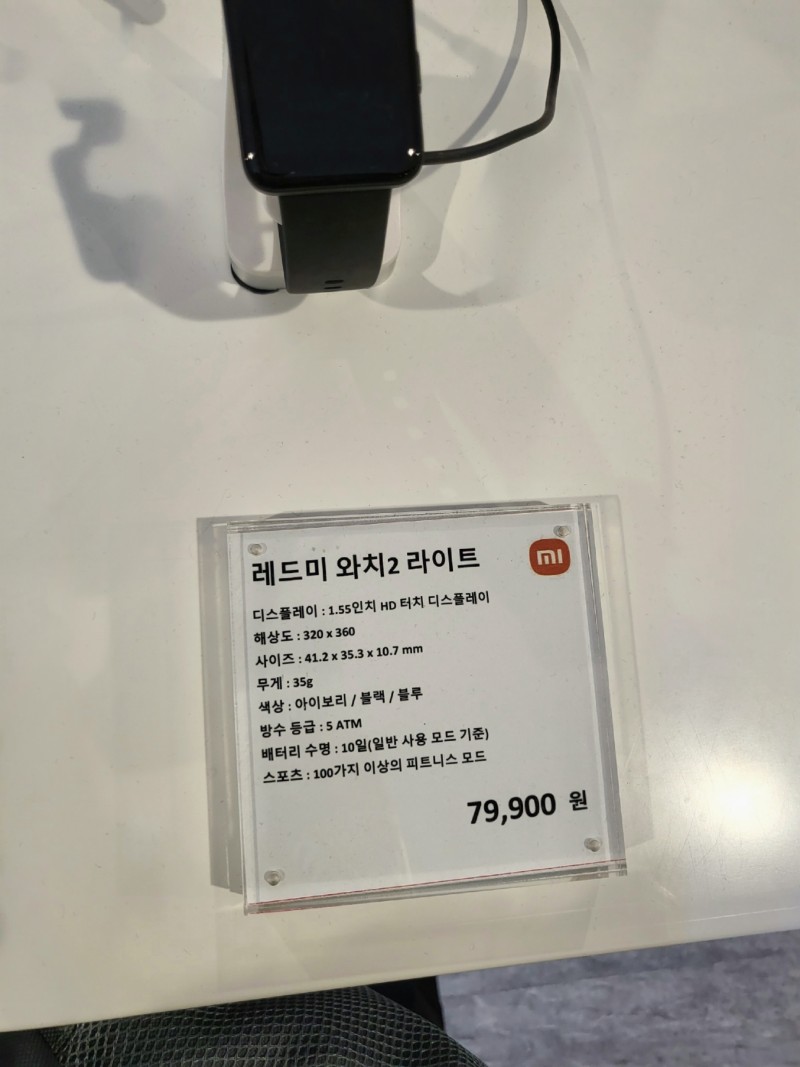 레드미 와치2 라이트
mi
디스플레이 : 1.55인치 HD 터치 디스플레이
해상도 : 320 x 360
사이즈 : 41.2 x 35.3 x 10.7 mm
무게 : 35g
색상 : 아이보리 / 블랙 / 블루
방수 등급 : 5 ATM
배터리 수명 : 10일(일반 사용 모드 기준)
스포츠 : 100가지 이상의 피트니스 모드
79,900 원